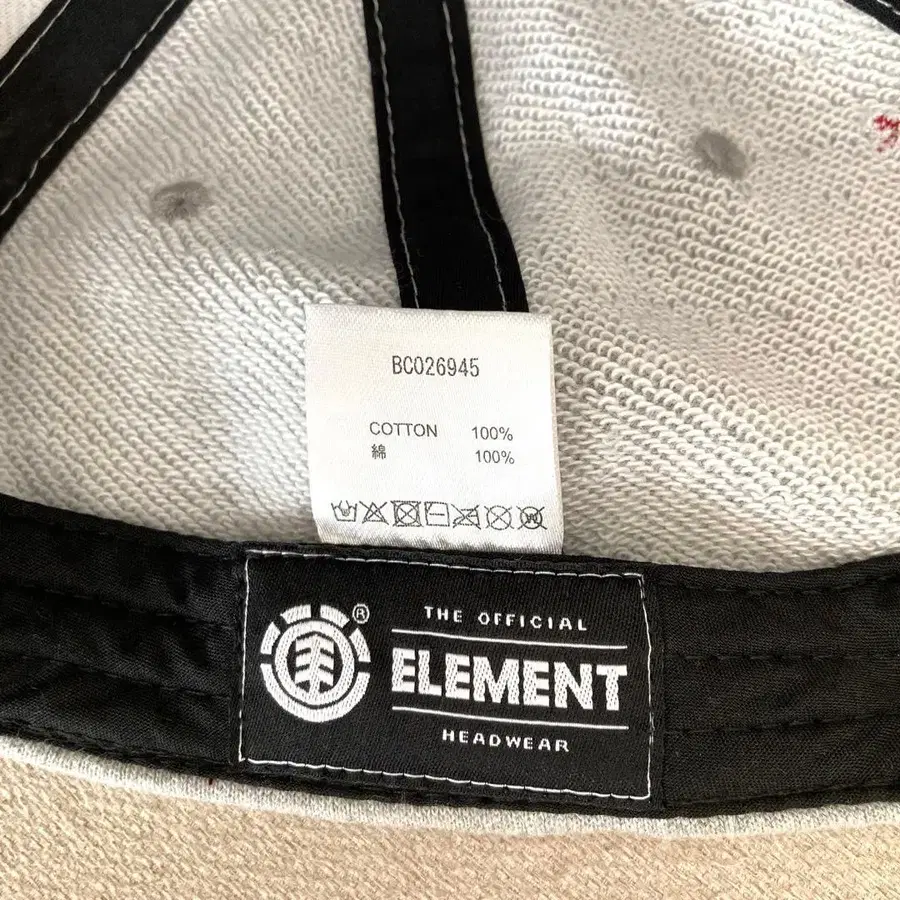 BC026945
COTTON 100%
綿 100%
THE OFFICIAL
®
ELEMENT
HEADWEAR